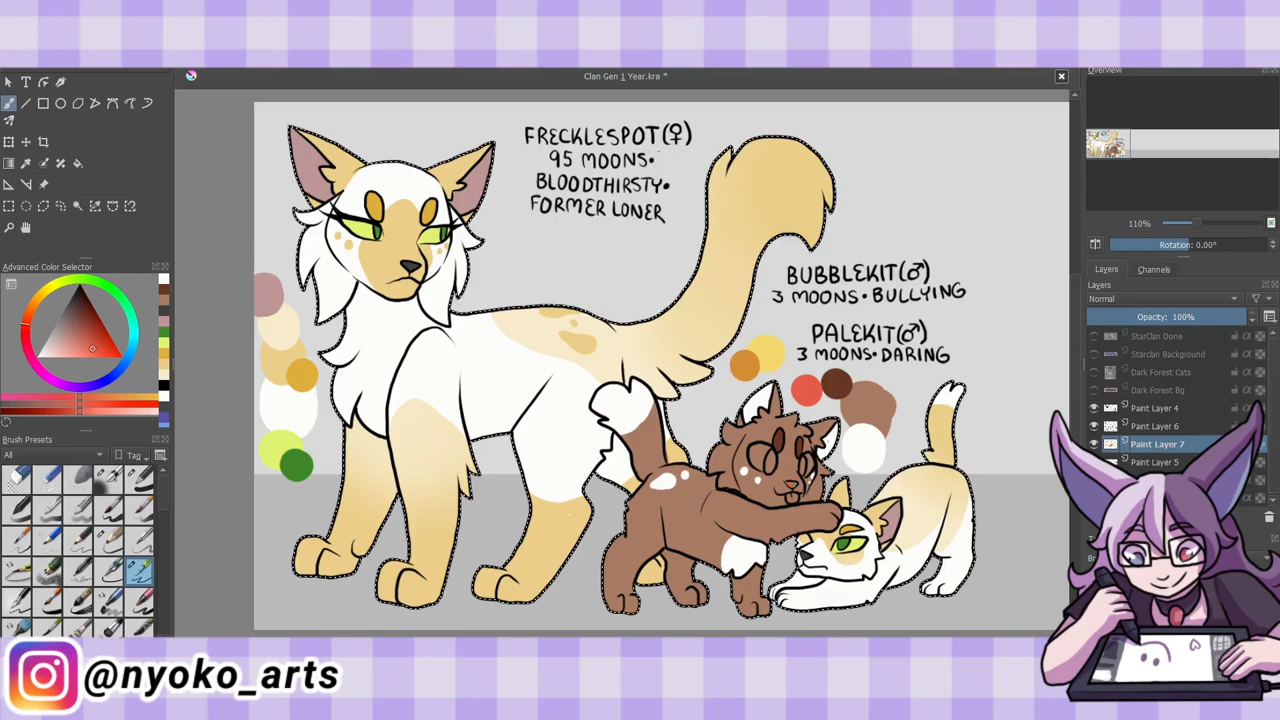 Clan Gen 1 Year.kra *
Overview
110%
Rotation: 0.00°
Layers
Channels
Layers
Normal
Opacity: 100%
StarClan Done
Starclan Background
Dark Forest Cats
Dark Forest Bg
Paint Layer 4
Paint Layer 6
Paint Layer 7
Paint Layer 5
Advanced Color Selector
Brush Presets
All
Tag
FRECKLESPOT(♀)
95 MOONS•
BLOODTHIRSTY•
FORMER LONER
BUBBLEKIT(♂)
3 MOONS•BULLYING
PALEKIT(♂)
3 MOONS•DARING
@nyoko_arts